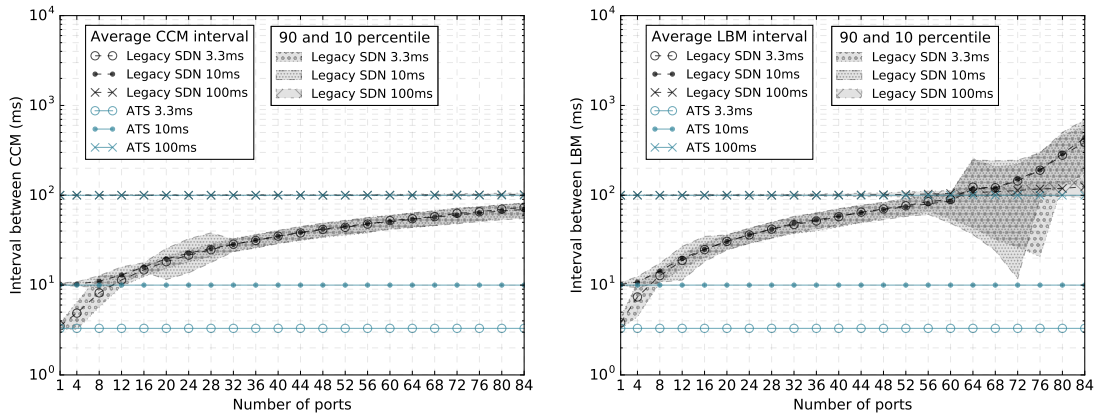 Average CCM interval
Legacy SDN 3.3ms
Legacy SDN 10ms
Legacy SDN 100ms
ATS 3.3ms
ATS 10ms
ATS 100ms
90 and 10 percentile
Legacy SDN 3.3ms
Legacy SDN 10ms
Legacy SDN 100ms
Interval between CCM (ms)
10^4
10^3
10^2
10^1
10^0
1 4 8 12 16 20 24 28 32 36 40 44 48 52 56 60 64 68 72 76 80 84
Number of ports
Average LBM interval
Legacy SDN 3.3ms
Legacy SDN 10ms
Legacy SDN 100ms
ATS 3.3ms
ATS 10ms
ATS 100ms
90 and 10 percentile
Legacy SDN 3.3ms
Legacy SDN 10ms
Legacy SDN 100ms
Interval between LBM (ms)
10^4
10^3
10^2
10^1
10^0
1 4 8 12 16 20 24 28 32 36 40 44 48 52 56 60 64 68 72 76 80 84
Number of ports